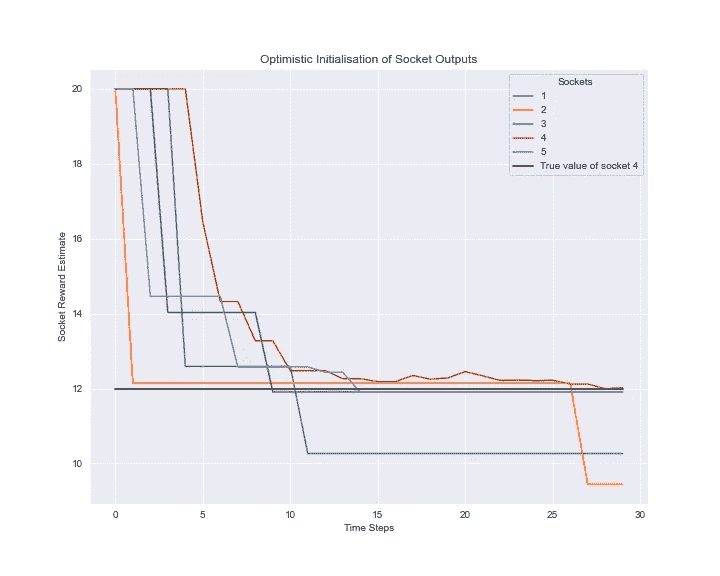 Optimistic Initialisation of Socket Outputs
Sockets
1
2
3
4
5
True value of socket 4
20
18
16
14
12
10
Socket Reward Estimate
0 5 10 15 20 25 30
Time Steps